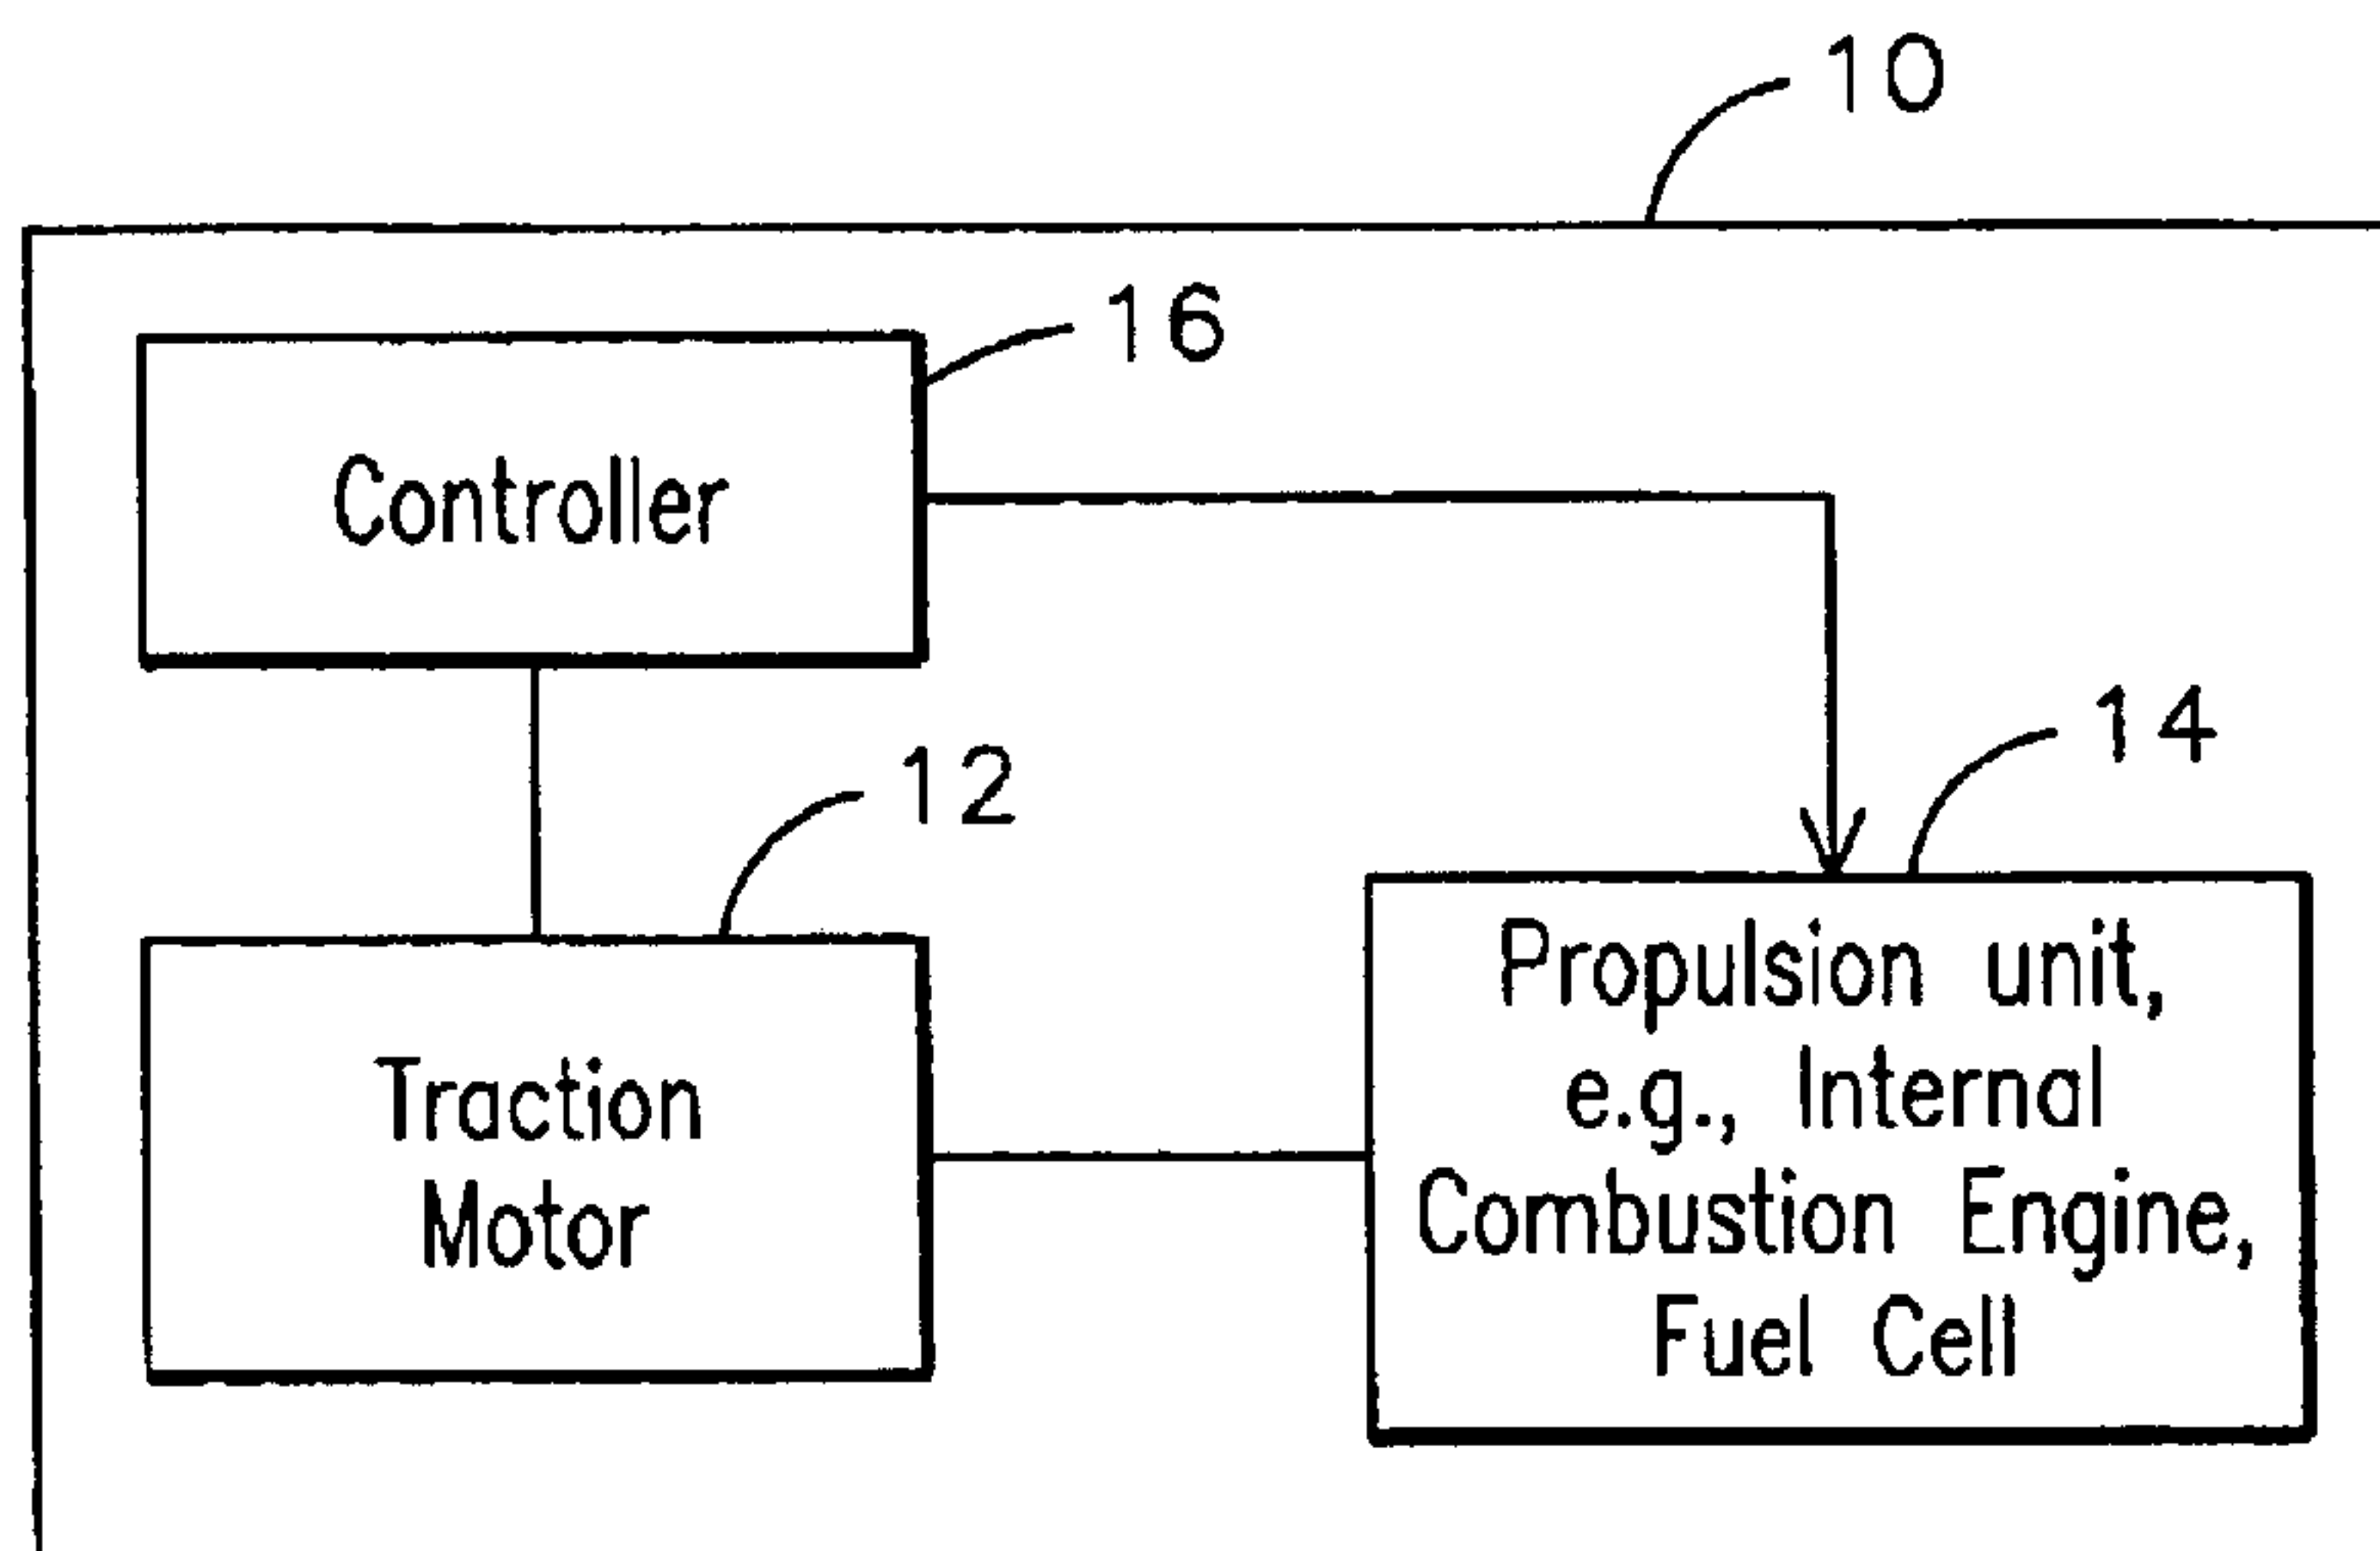 10
16
Controller
12
14
Traction
Motor
Propulsion unit,
e.g., Internal
Combustion Engine,
Fuel Cell